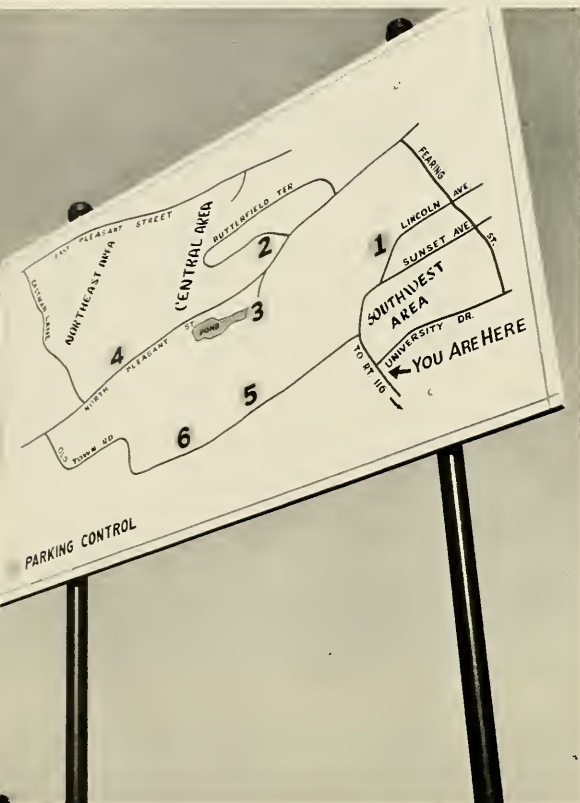 FEARING
ST.
LINCOLN AVE
SUNSET AVE
1
BUTTERFIELD TER
2
CENTRAL AREA
EAST PLEASANT STREET
NORTHEAST AREA
EASTMAN LANE
SOUTHWEST
AREA
UNIVERSITY DR.
YOU ARE HERE
TO RT 116
POND
3
NORTH PLEASANT ST
4
5
6
OLD TOWN RD
PARKING CONTROL